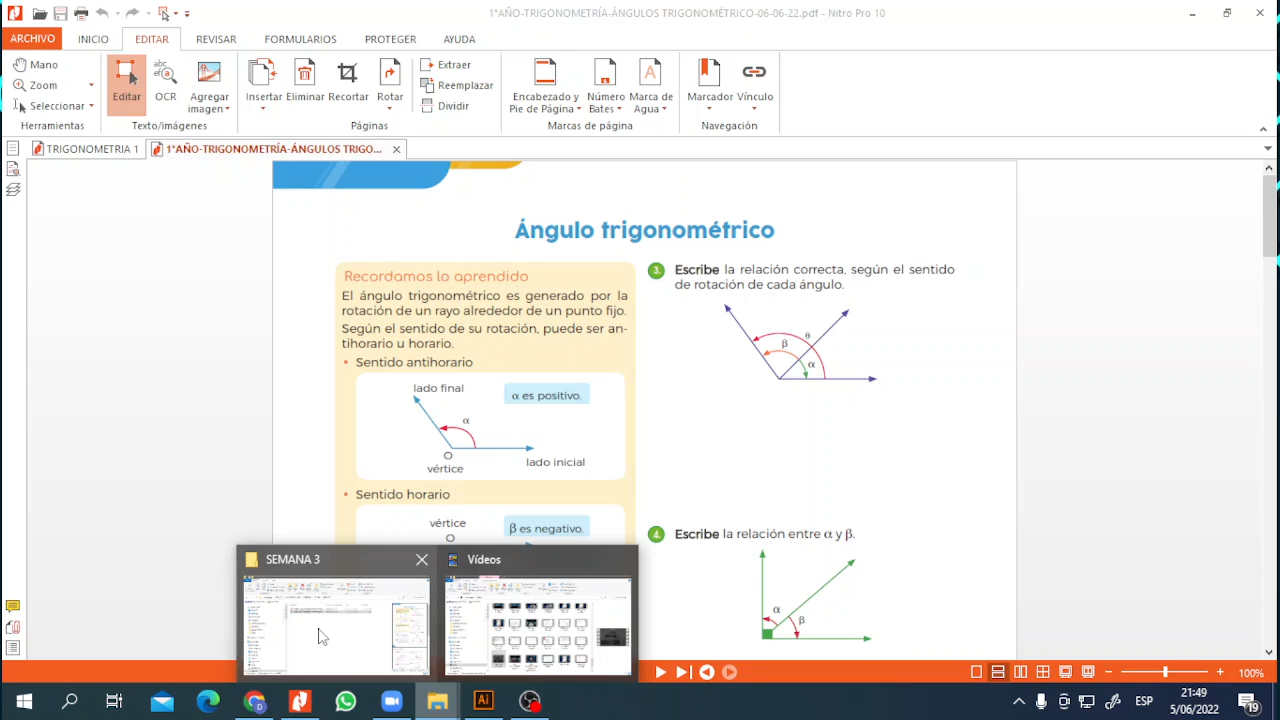 1°AÑO-TRIGONOMETRÍA-ÁNGULOS TRIGONOMÉTRICO-06-06-22.pdf - Nitro Pro 10
ARCHIVO INICIO EDITAR REVISAR FORMULARIOS PROTEGER AYUDA
Mano
Zoom
Seleccionar
Herramientas
Editar
OCR
Agregar
imagen
Texto/imágenes
Insertar
Eliminar
Recortar
Rotar
Extraer
Reemplazar
Dividir
Páginas
Encabezado y
Pie de Página
Número
Bates
Marca de
Agua
Marcas de página
Marcador
Vínculo
Navegación
TRIGONOMETRIA 1
1°AÑO-TRIGONOMETRÍA-ÁNGULOS TRIGO...
Ángulo trigonométrico
Recordamos lo aprendido
El ángulo trigonométrico es generado por la
rotación de un rayo alrededor de un punto fijo.
Según el sentido de su rotación, puede ser an-
tihorario u horario.
• Sentido antihorario
lado final
α es positivo.
α
O
vértice
lado inicial
• Sentido horario
vértice
β es negativo.
O
3. Escribe la relación correcta, según el sentido
de rotación de cada ángulo.
θ
β
α
4. Escribe la relación entre α y β.
α
β
SEMANA 3
Vídeos
100%
Ai
ESP
21:49
5/06/2022
19